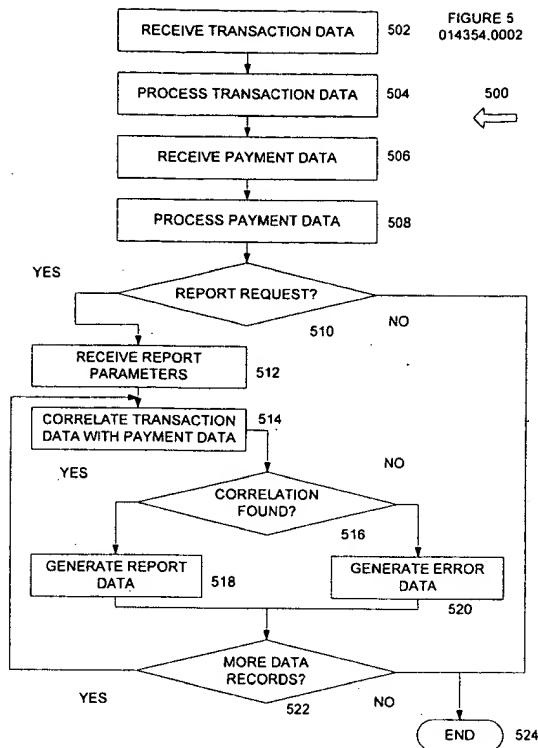 FIGURE 5
014354.0002
500
RECEIVE TRANSACTION DATA
502
PROCESS TRANSACTION DATA
504
RECEIVE PAYMENT DATA
506
PROCESS PAYMENT DATA
508
YES
REPORT REQUEST?
510
NO
RECEIVE REPORT
PARAMETERS
512
CORRELATE TRANSACTION
DATA WITH PAYMENT DATA
514
YES
NO
CORRELATION
FOUND?
516
GENERATE REPORT
DATA
518
GENERATE ERROR
DATA
520
MORE DATA
RECORDS?
YES
522
NO
END
524